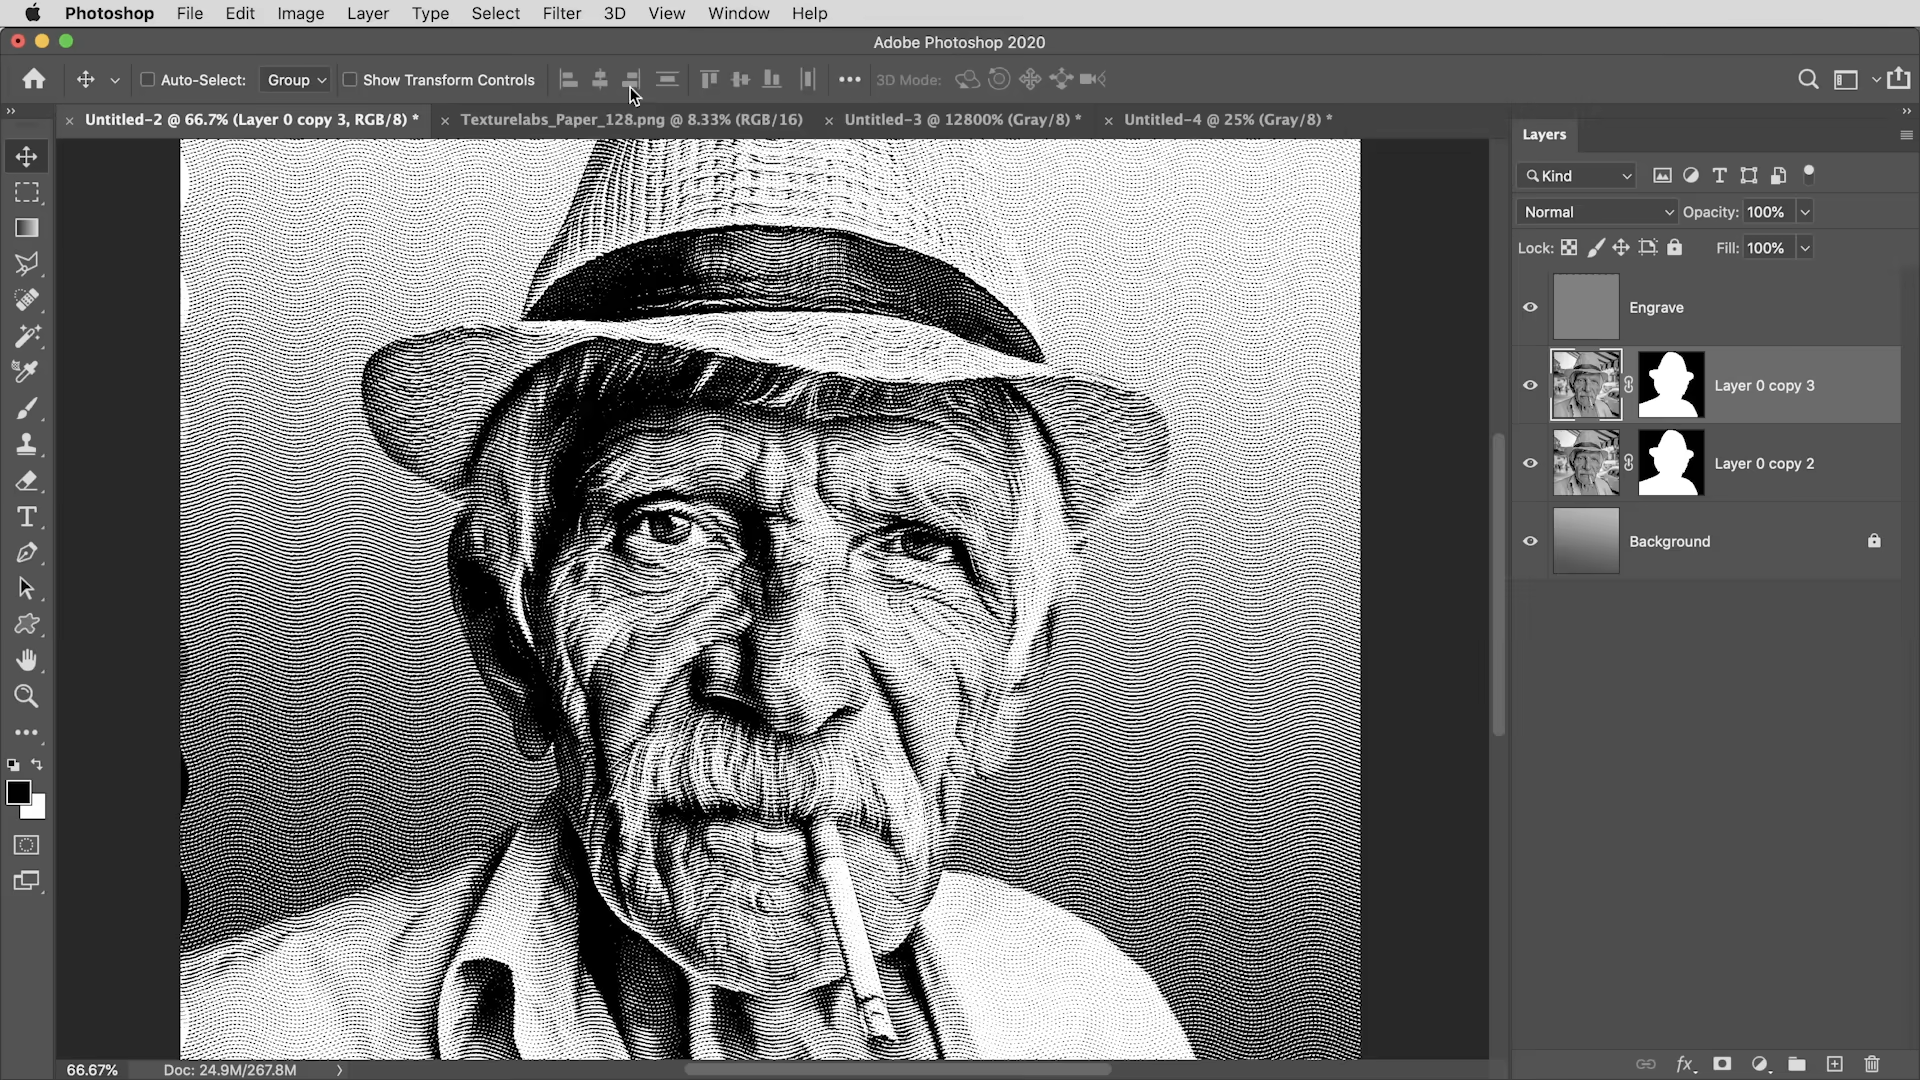 Photoshop File Edit Image Layer Type Select Filter 3D View Window Help
Adobe Photoshop 2020
Auto-Select: Group Show Transform Controls 3D Mode:
Untitled-2 @ 66.7% (Layer 0 copy 3, RGB/8) * Texturelabs_Paper_128.png @ 8.33% (RGB/16) Untitled-3 @ 12800% (Gray/8) * Untitled-4 @ 25% (Gray/8) *
Layers
Kind
Normal Opacity: 100%
Lock: Fill: 100%
Engrave
Layer 0 copy 3
Layer 0 copy 2
Background
66.67% Doc: 24.9M/267.8M